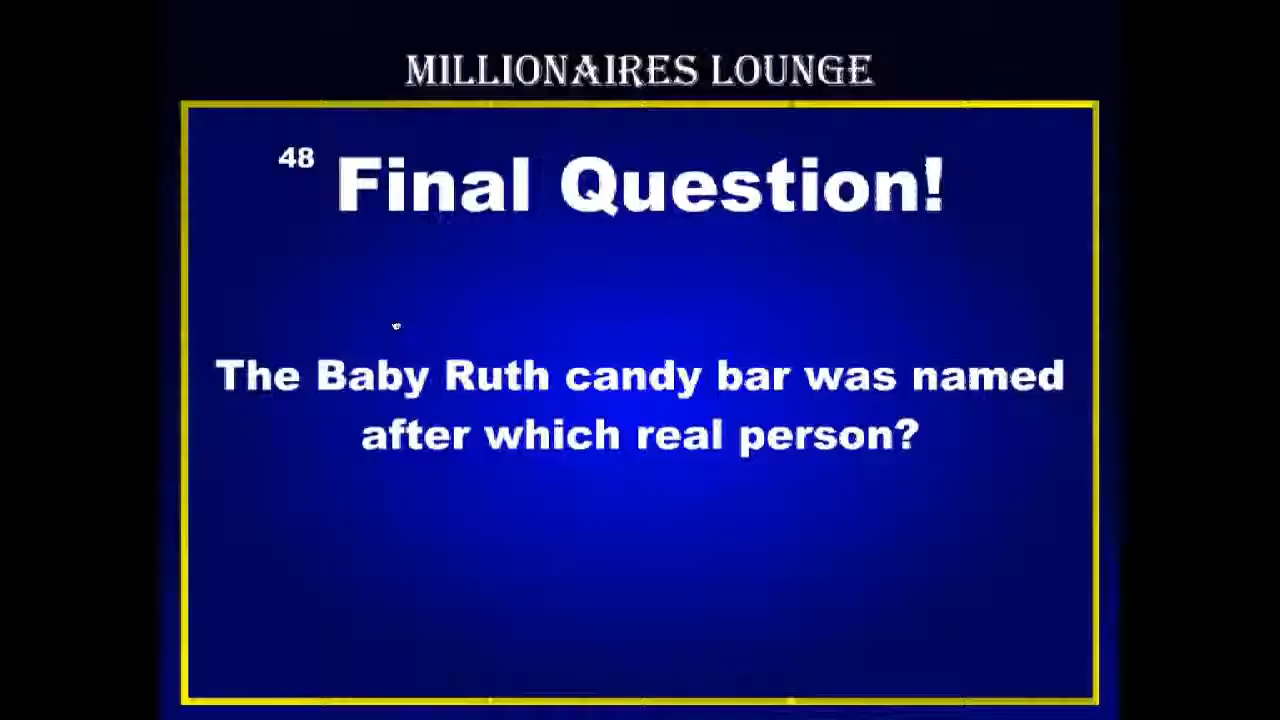 MILLIONAIRES LOUNGE
48 Final Question!
The Baby Ruth candy bar was named
after which real person?